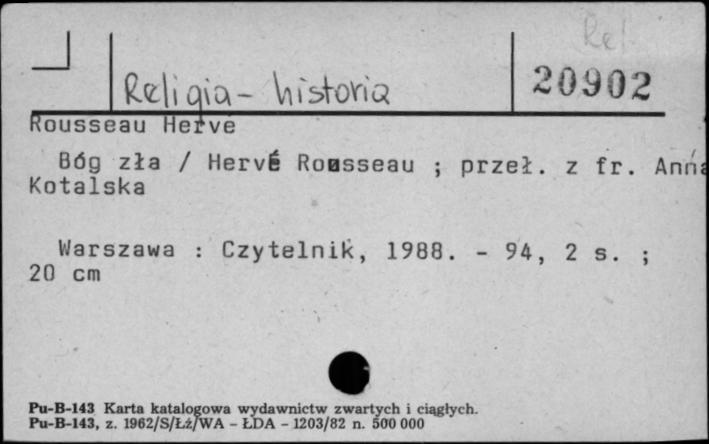 Rel.
Religia - historia 20902
Rousseau Herve
Bóg zła / Hervé Rousseau ; przeł. z fr. Anna
Kotalska
Warszawa : Czytelnik, 1988. - 94, 2 s. ;
20 cm
Pu-B-143 Karta katalogowa wydawnictw zwartych i ciągłych.
Pu-B-143, z. 1962/S/Łż/WA - ŁDA - 1203/82 n. 500 000